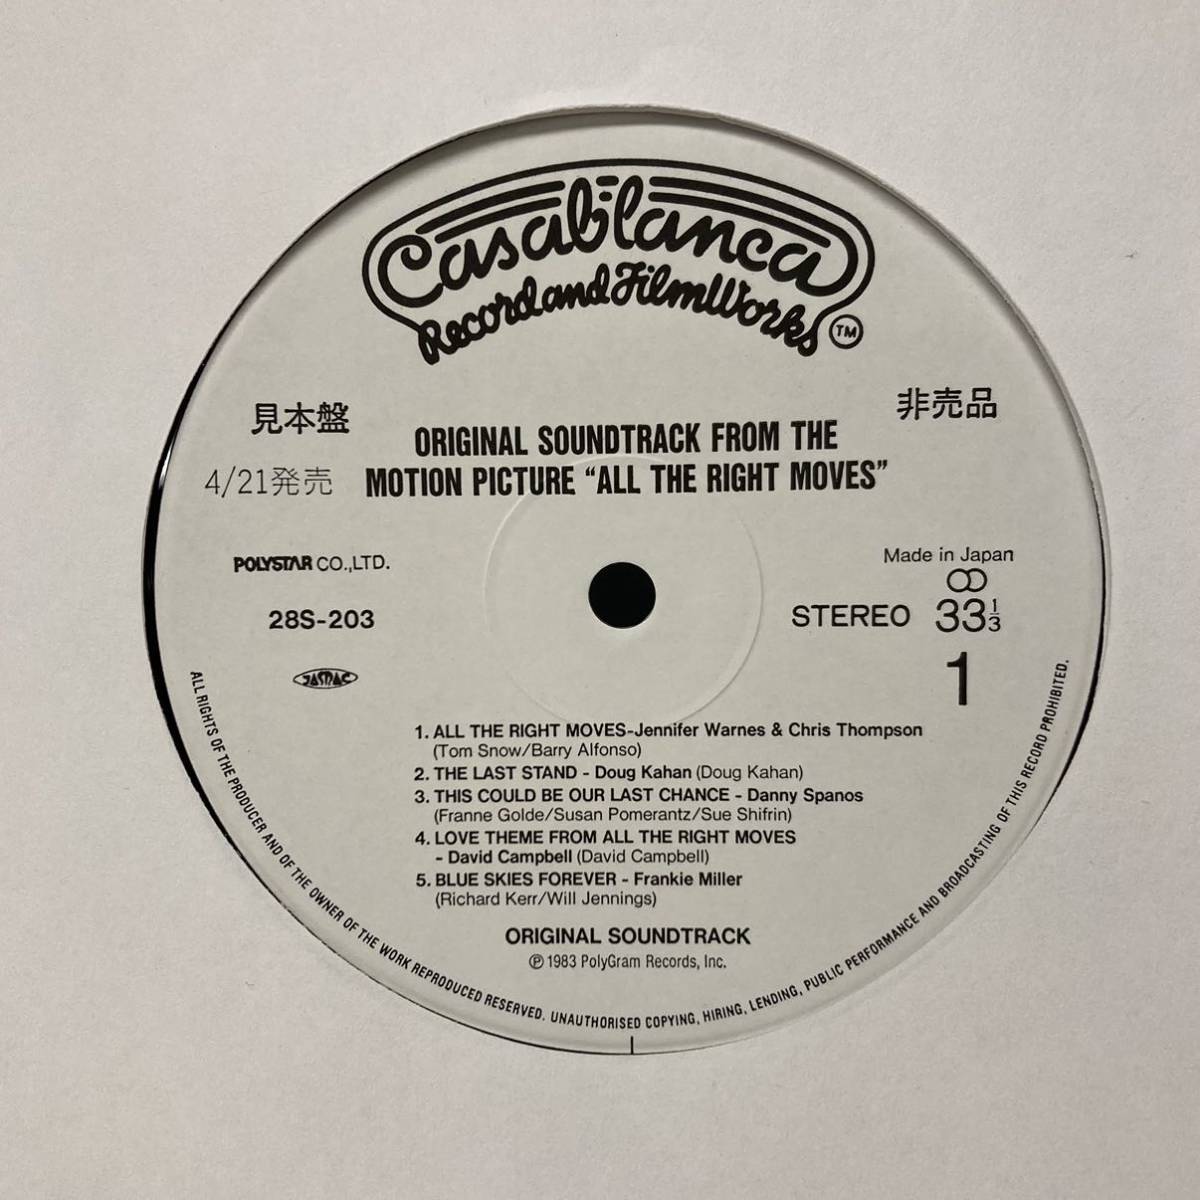 Casablanca
Record and FilmWorks
TM
見本盤
非売品
ORIGINAL SOUNDTRACK FROM THE
MOTION PICTURE “ALL THE RIGHT MOVES”
4/21発売
POLYSTAR CO.,LTD.
Made in Japan
28S-203
STEREO 33⅓
JASRAC
1
1. ALL THE RIGHT MOVES-Jennifer Warnes & Chris Thompson
(Tom Snow/Barry Alfonso)
2. THE LAST STAND - Doug Kahan (Doug Kahan)
3. THIS COULD BE OUR LAST CHANCE - Danny Spanos
(Franne Golde/Susan Pomerantz/Sue Shifrin)
4. LOVE THEME FROM ALL THE RIGHT MOVES
- David Campbell (David Campbell)
5. BLUE SKIES FOREVER - Frankie Miller
(Richard Kerr/Will Jennings)
ORIGINAL SOUNDTRACK
℗ 1983 PolyGram Records, Inc.
ALL RIGHTS OF THE PRODUCER AND OF THE OWNER OF THE WORK REPRODUCED RESERVED. UNAUTHORISED COPYING, HIRING, LENDING, PUBLIC PERFORMANCE AND BROADCASTING OF THIS RECORD PROHIBITED.